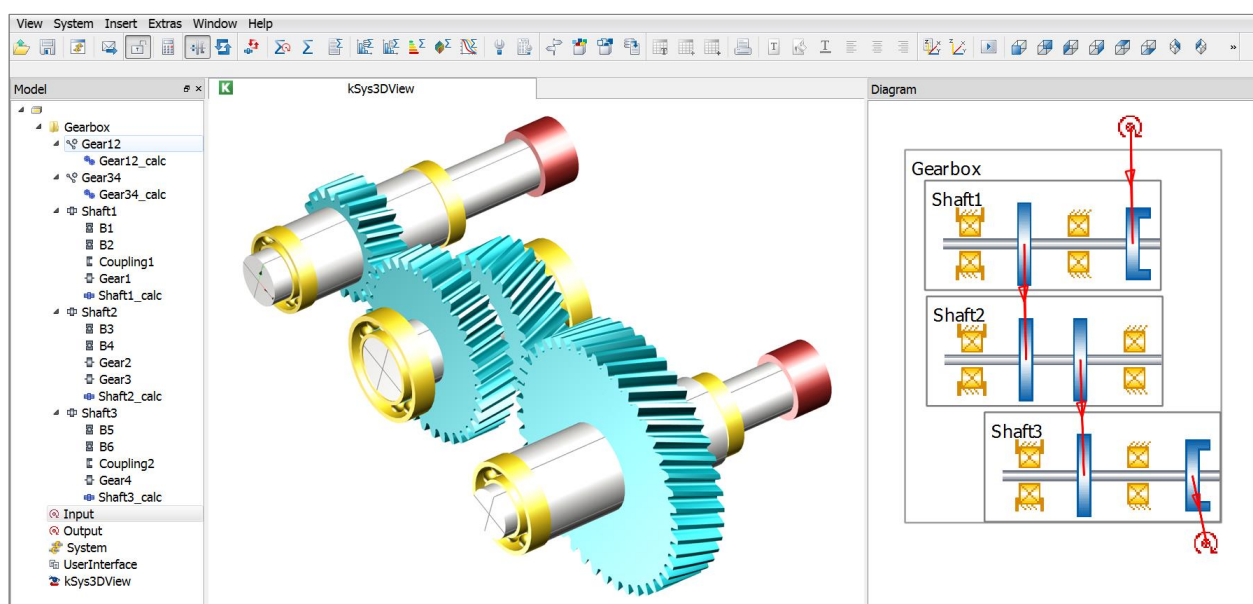 View System Insert Extras Window Help
Model
kSys3DView
Diagram
Gearbox
Gear12
Gear12_calc
Gear34
Gear34_calc
Shaft1
B1
B2
Coupling1
Gear1
Shaft1_calc
Shaft2
B3
B4
Gear2
Gear3
Shaft2_calc
Shaft3
B5
B6
Coupling2
Gear4
Shaft3_calc
Input
Output
System
UserInterface
kSys3DView
Gearbox
Shaft1
Shaft2
Shaft3